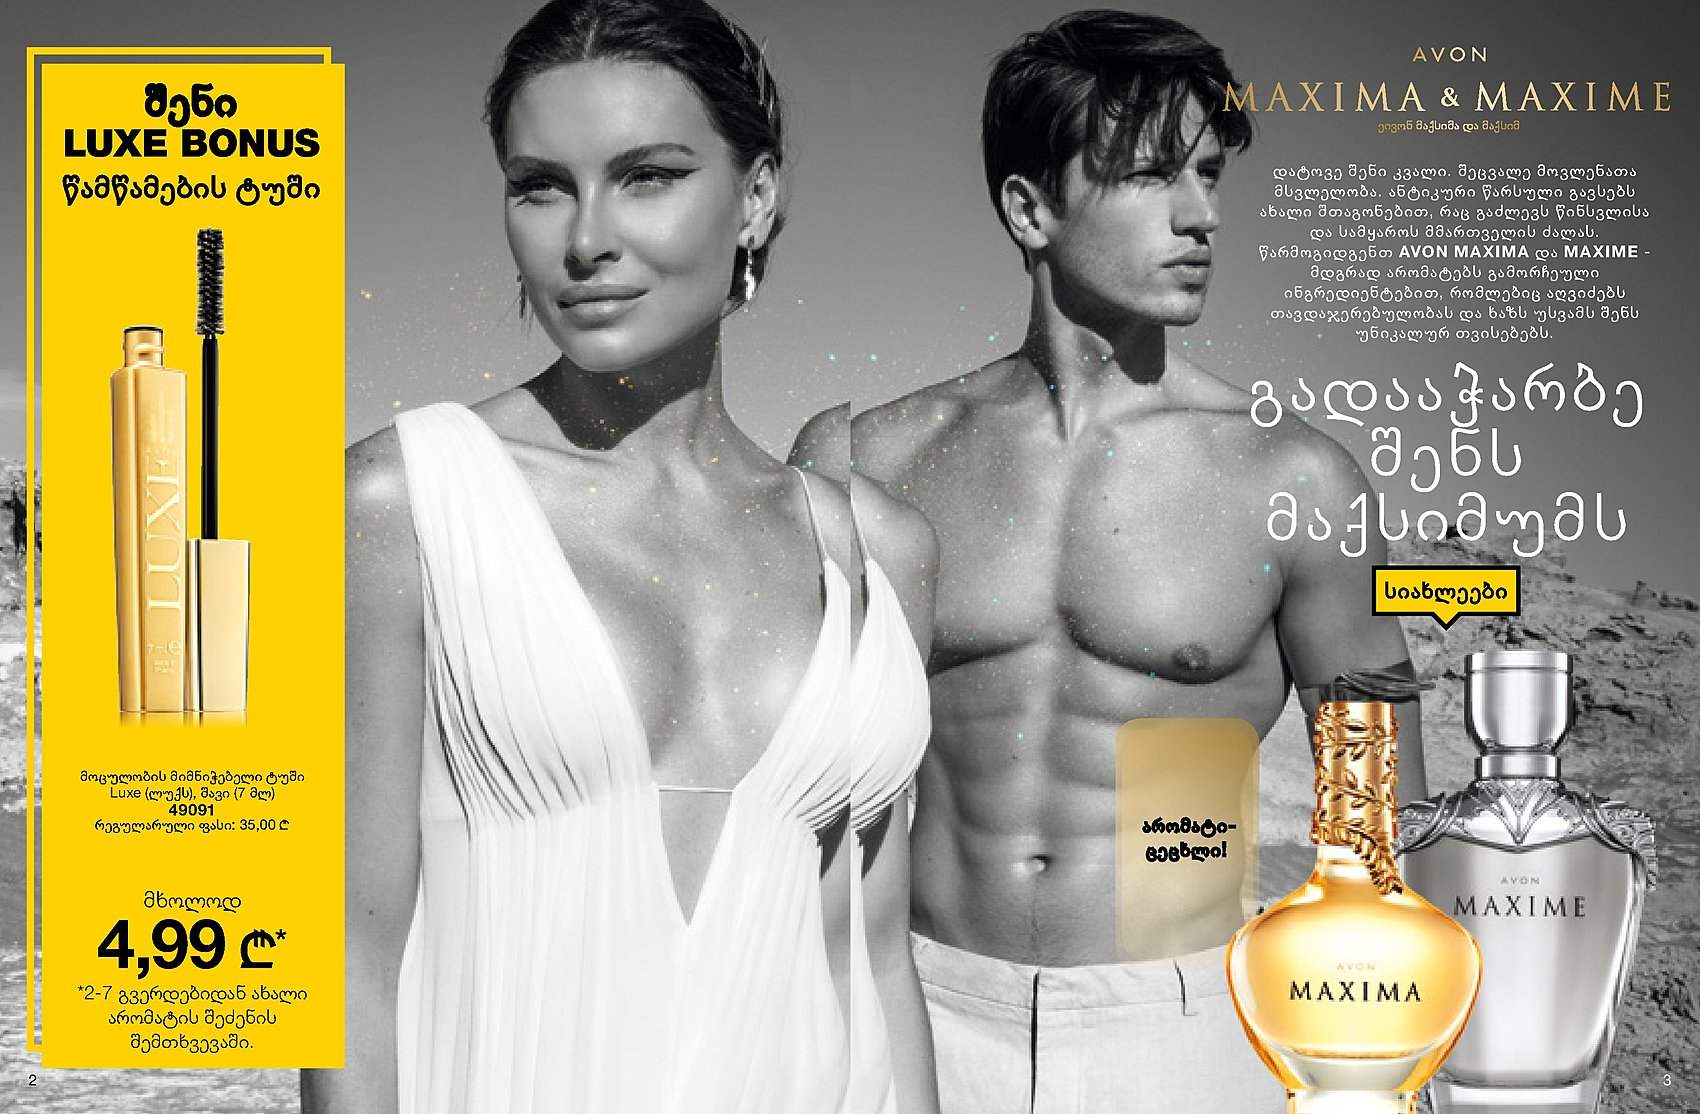 შენი
LUXE BONUS
წამწამების ტუში
LUXE
მოცულობის მიმნიჭებელი ტუში
Luxe (ლუქს), შავი (7 მლ)
49091
რეგულარული ფასი: 35,00 ₾
მხოლოდ
4,99 ₾*
*2-7 გვერდებიდან ახალი
არომატის შეძენის
შემთხვევაში.
2
AVON
MAXIMA & MAXIME
ეივონ მაქსიმა და მაქსიმ
დატოვე შენი კვალი. შეცვალე მოვლენათა
მსვლელობა. ანტიკური წარსული გავსებს
ახალი შთაგონებით, რაც გაძლევს წინსვლისა
და სამყაროს მმართველის ძალას.
წარმოგიდგენთ AVON MAXIMA და MAXIME -
მდგრად არომატებს გამორჩეული
ინგრედიენტებით, რომლებიც აღვიძებს
თავდაჯერებულობას და ხაზს უსვამს შენს
უნიკალურ თვისებებს.
გადააჭარბე
შენს
მაქსიმუმს
სიახლეები
არომატი-
ცეცხლი!
AVON
MAXIME
AVON
MAXIMA
3